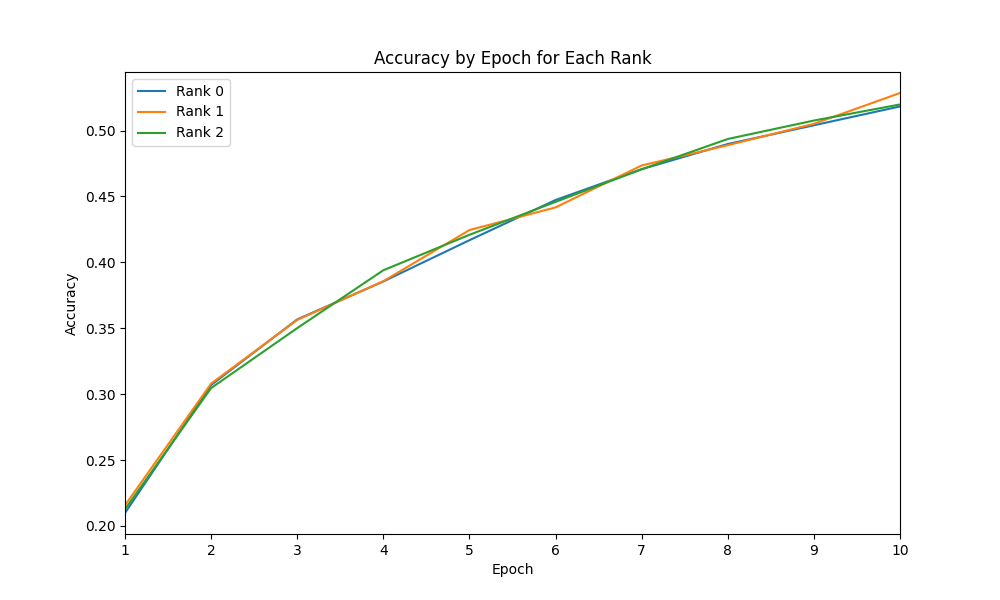 Accuracy by Epoch for Each Rank
Rank 0
Rank 1
Rank 2
Accuracy
0.50
0.45
0.40
0.35
0.30
0.25
0.20
1 2 3 4 5 6 7 8 9 10
Epoch